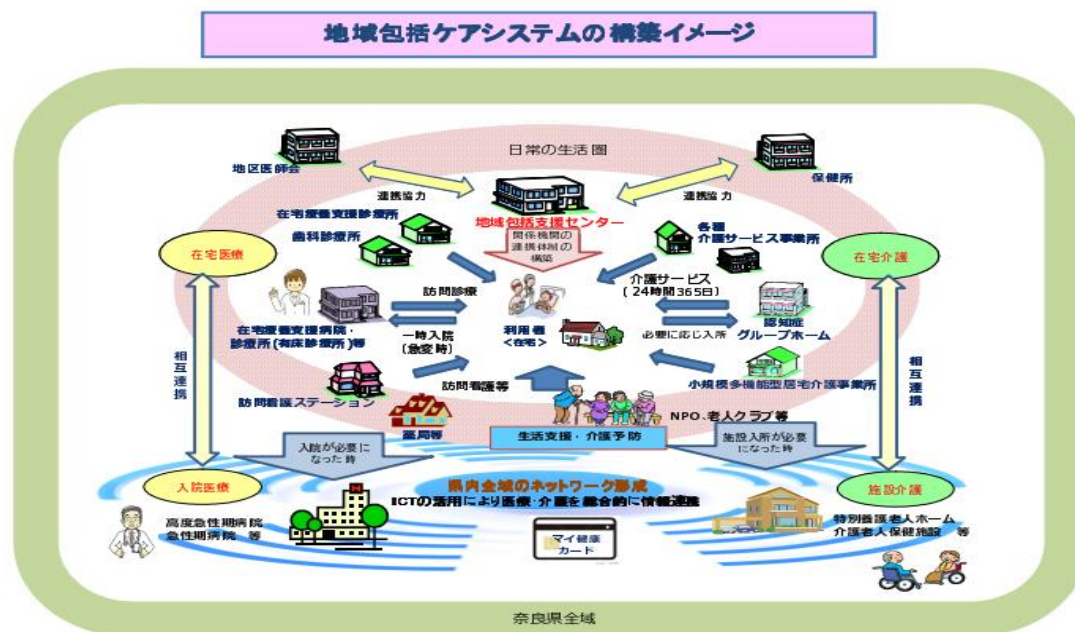 地域包括ケアシステムの構築イメージ
日常の生活圏
地区医師会
保健所
連携協力
連携協力
在宅療養支援診療所
歯科診療所
地域包括支援センター
各種
介護サービス事業所
関係機関の
連携体制の
構築
在宅医療
在宅介護
訪問診療
介護サービス
(24時間365日)
在宅療養支援病院・
診療所(有床診療所)等
一時入院
(急変時)
利用者
<在宅>
必要に応じ入所
認知症
グループホーム
相互連携
相互連携
訪問看護ステーション
訪問看護等
小規模多機能型居宅介護事業所
薬局等
NPO、老人クラブ等
生活支援・介護予防
入院が必要に
なった時
施設入所が必要
になった時
入院医療
県内全域のネットワーク形成
ICTの活用により医療・介護を総合的に情報連携
施設介護
高度急性期病院
急性期病院 等
マイ健康
カード
特別養護老人ホーム
介護老人保健施設 等
奈良県全域